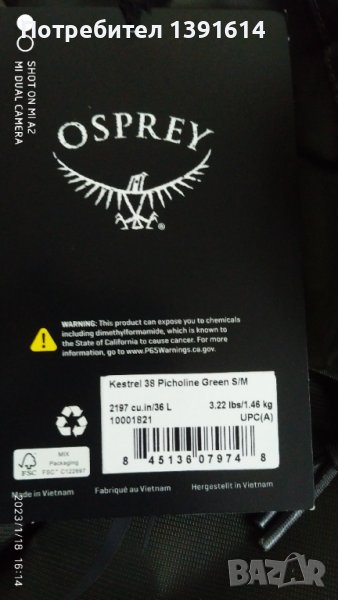 Потребител 1391614
SHOT ON MI A2
MI DUAL CAMERA
OSPREY
®
WARNING: This product can expose you to chemicals
including dimethylformamide, which is known to
the State of California to cause cancer. For more
information, go to www.P65Warnings.ca.gov.
Kestrel 38 Picholine Green S/M
2197 cu.in/36 L 3.22 lbs/1.46 kg
10001821 UPC(A)
8 45136 07974 8
FSC
MIX
Packaging
FSC™ C122697
Made in Vietnam Fabriqué au Vietnam Hergestellt in Vietnam
2023/1/18 16:14
BAZAR